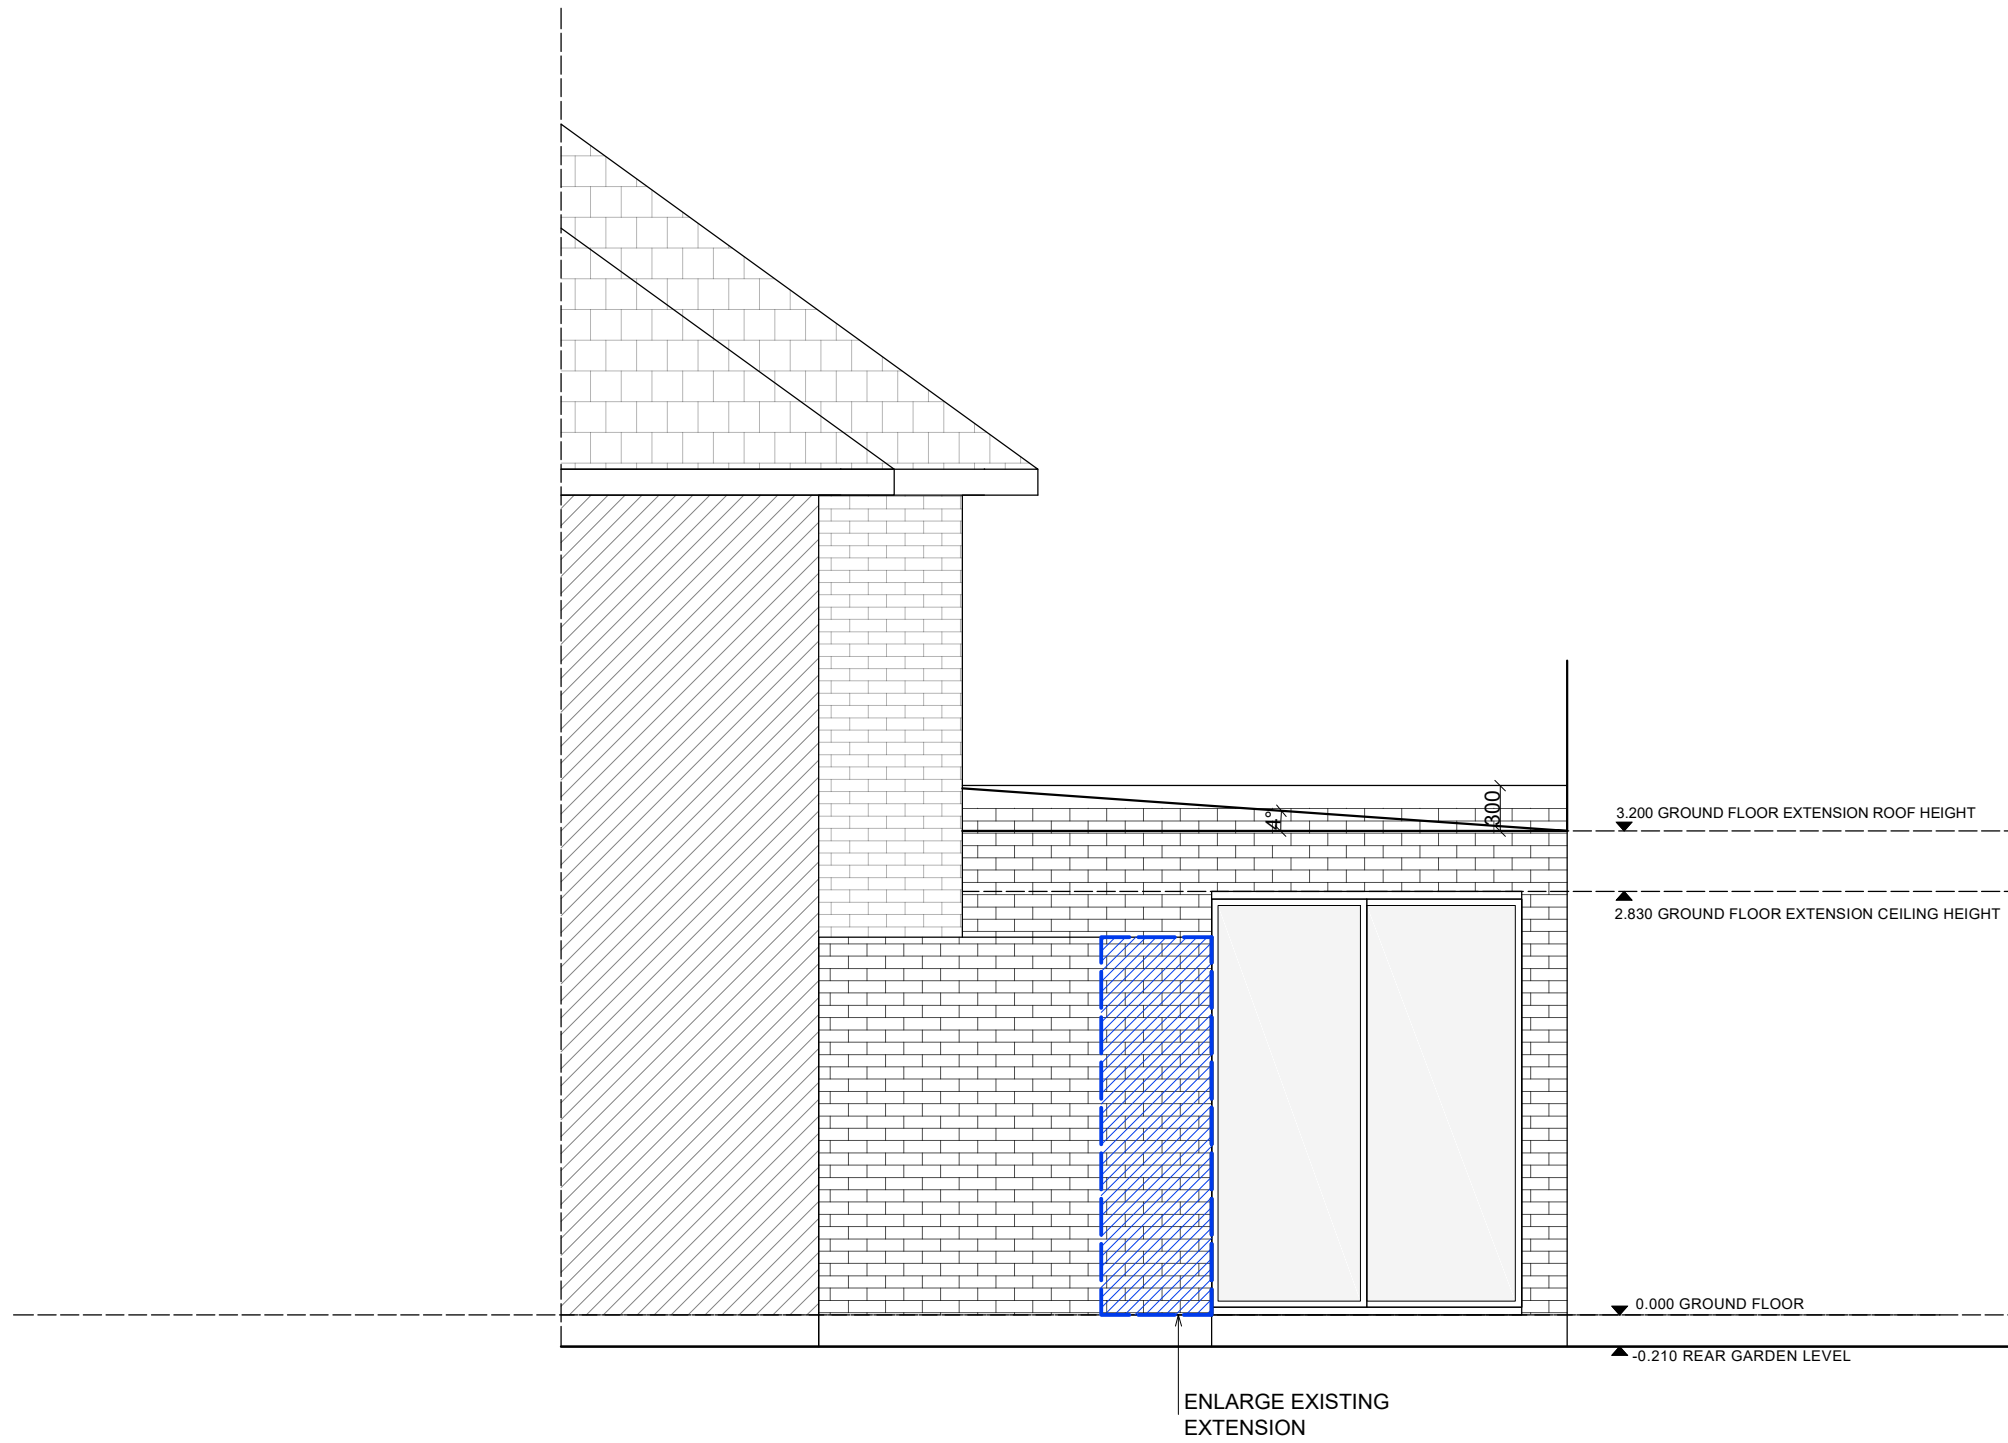 300
4°
3.200 GROUND FLOOR EXTENSION ROOF HEIGHT
2.830 GROUND FLOOR EXTENSION CEILING HEIGHT
0.000 GROUND FLOOR
-0.210 REAR GARDEN LEVEL
ENLARGE EXISTING
EXTENSION